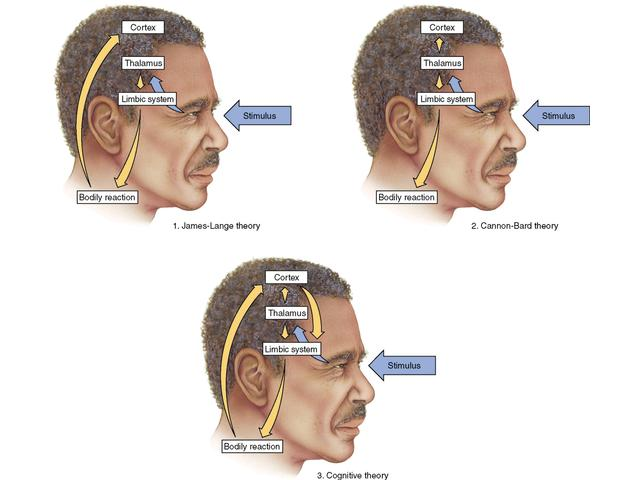 Cortex
Thalamus
Limbic system
Stimulus
Bodily reaction
1. James-Lange theory
Cortex
Thalamus
Limbic system
Stimulus
Bodily reaction
2. Cannon-Bard theory
Cortex
Thalamus
Limbic system
Stimulus
Bodily reaction
3. Cognitive theory